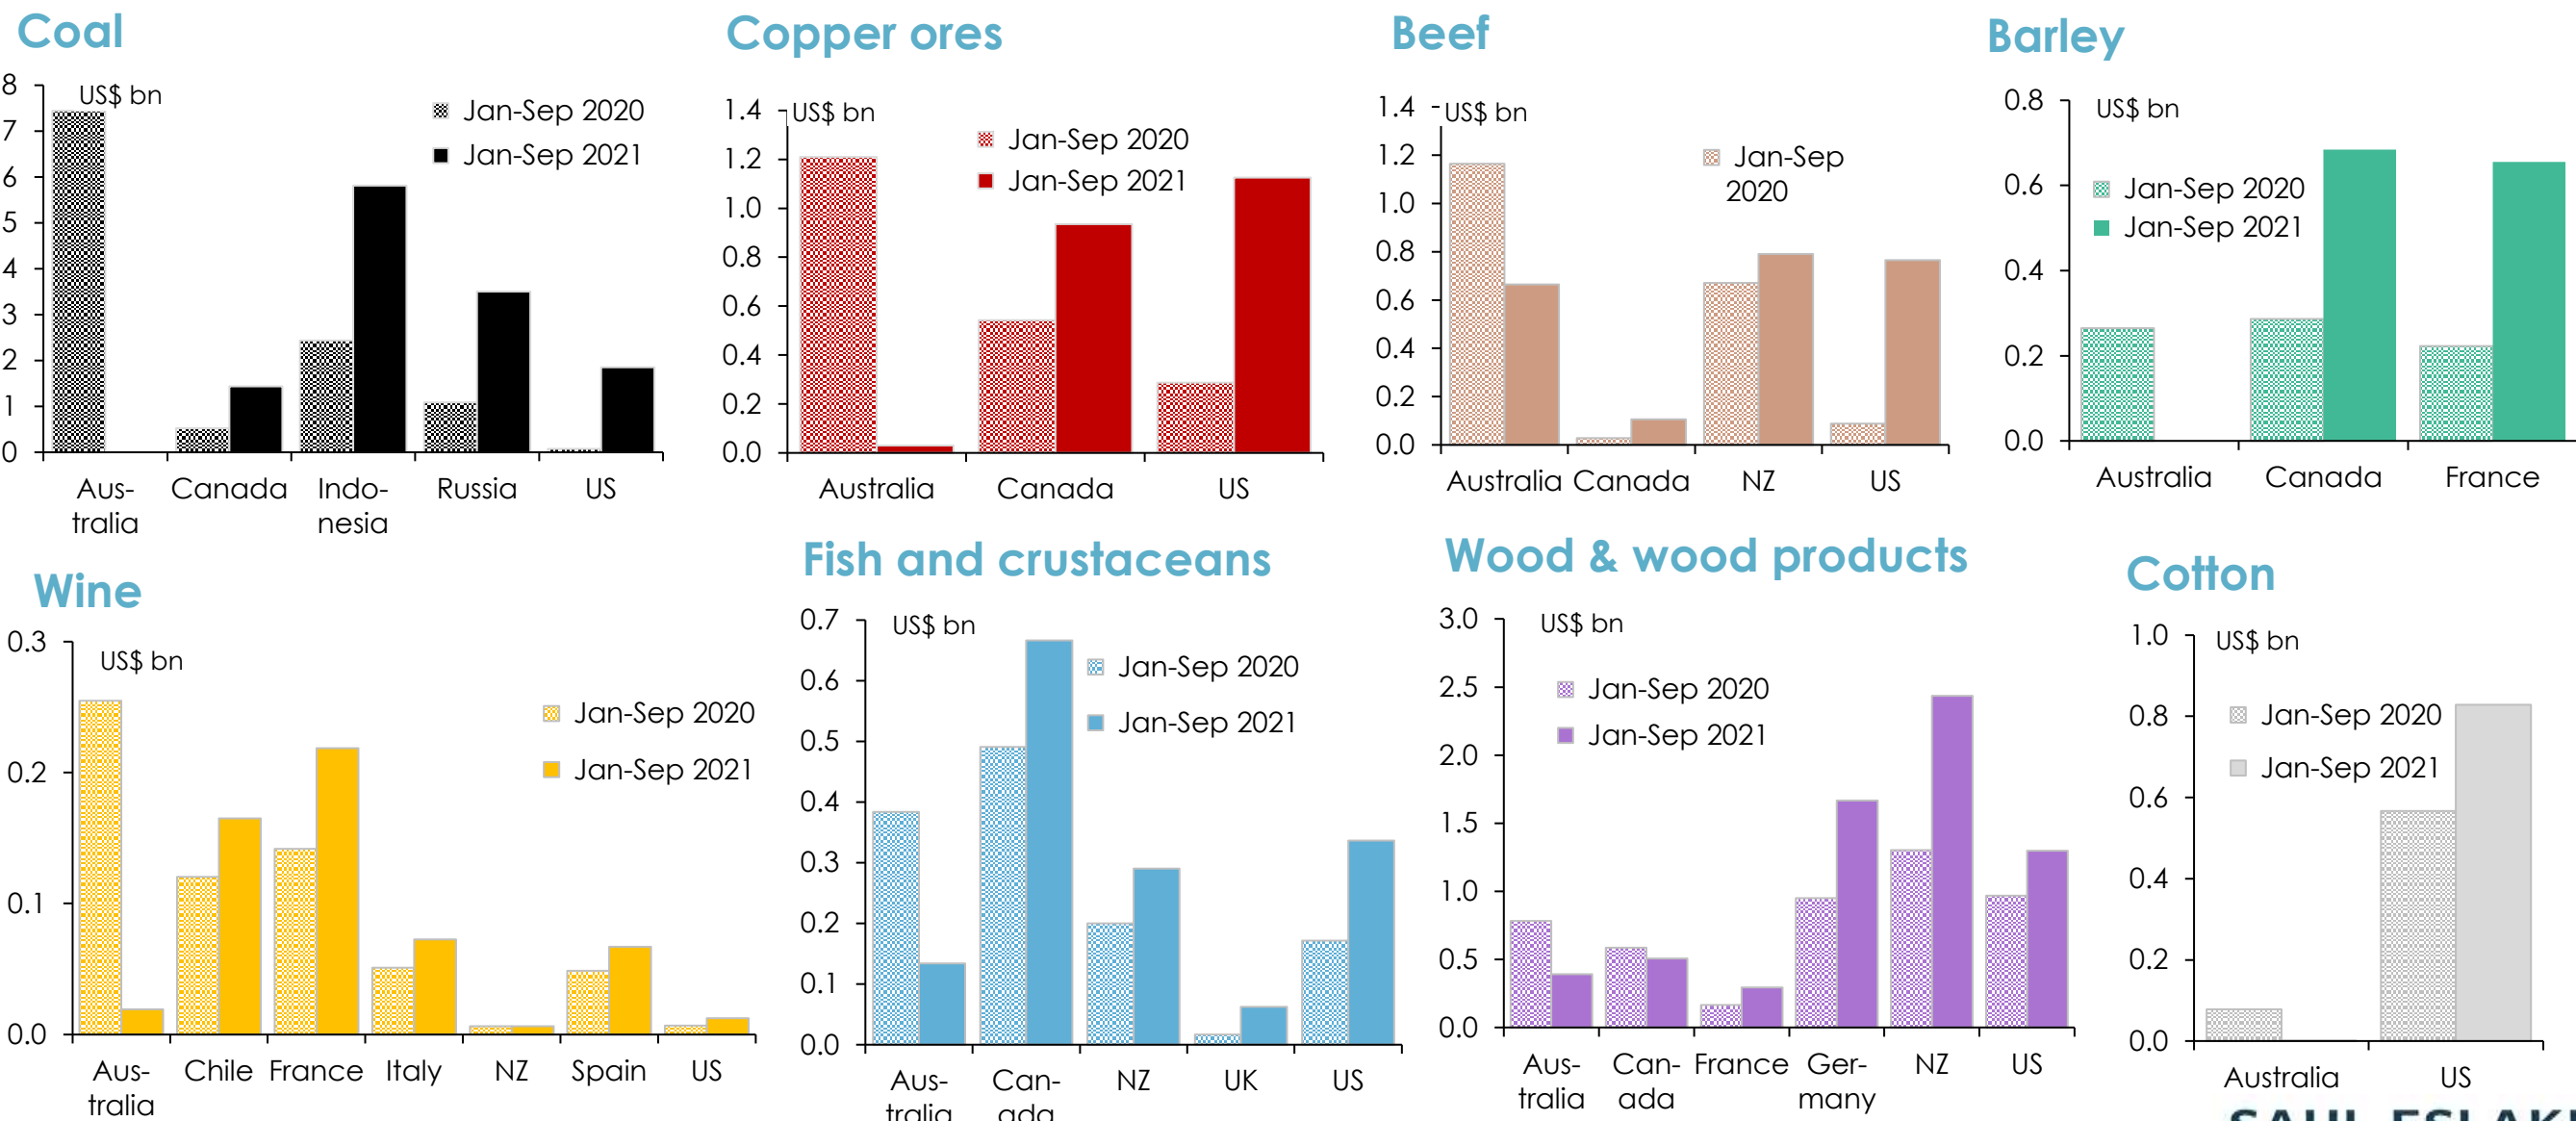 Coal
8
7
6
5
4
3
2
1
0
US$ bn
Jan-Sep 2020
Jan-Sep 2021
Aus-
tralia
Canada
Indo-
nesia
Russia
US
Copper ores
1.4
1.2
1.0
0.8
0.6
0.4
0.2
0.0
US$ bn
Jan-Sep 2020
Jan-Sep 2021
Australia
Canada
US
Beef
1.4
1.2
1.0
0.8
0.6
0.4
0.2
0.0
US$ bn
Jan-Sep
2020
Australia
Canada
NZ
US
Barley
0.8
0.6
0.4
0.2
0.0
US$ bn
Jan-Sep 2020
Jan-Sep 2021
Australia
Canada
France
Wine
0.3
0.2
0.1
0.0
US$ bn
Jan-Sep 2020
Jan-Sep 2021
Aus-
tralia
Chile
France
Italy
NZ
Spain
US
Fish and crustaceans
0.7
0.6
0.5
0.4
0.3
0.2
0.1
0.0
US$ bn
Jan-Sep 2020
Jan-Sep 2021
Aus-
tralia
Can-
ada
NZ
UK
US
Wood & wood products
3.0
2.5
2.0
1.5
1.0
0.5
0.0
US$ bn
Jan-Sep 2020
Jan-Sep 2021
Aus-
tralia
Can-
ada
France
Ger-
many
NZ
US
Cotton
1.0
0.8
0.6
0.4
0.2
0.0
US$ bn
Jan-Sep 2020
Jan-Sep 2021
Australia
US